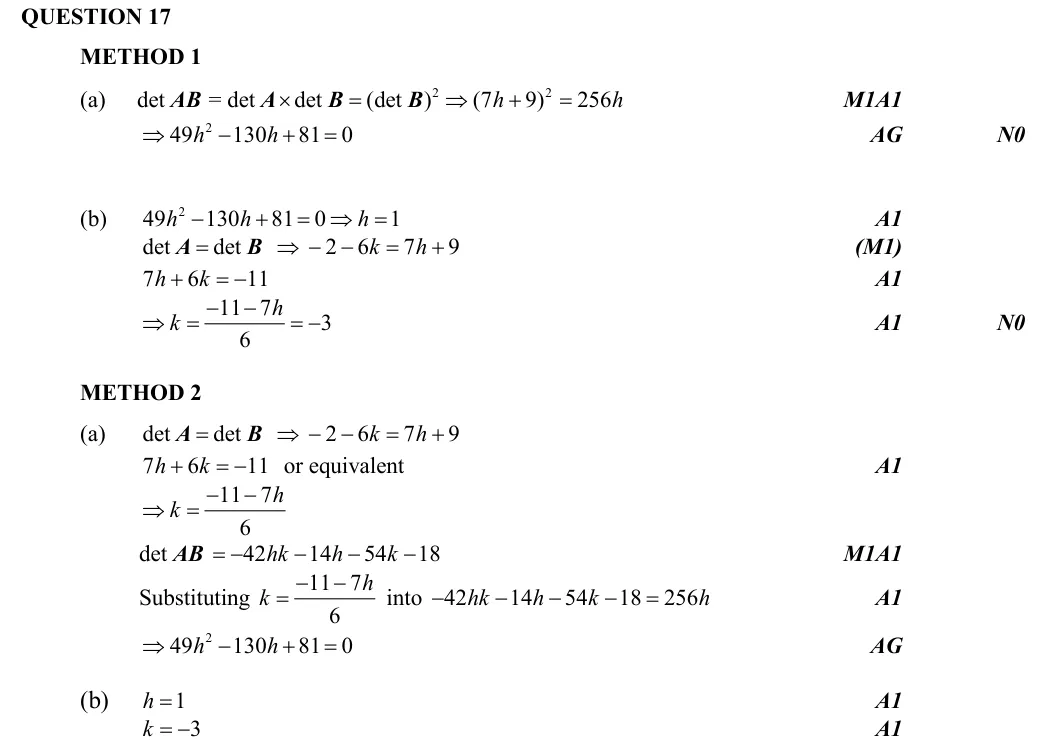 QUESTION 17
METHOD 1
(a) det AB = det A × det B = (det B)² ⇒ (7h + 9)² = 256h M1A1
⇒ 49h² − 130h + 81 = 0 AG N0
(b) 49h² − 130h + 81 = 0 ⇒ h = 1 A1
det A = det B ⇒ −2 − 6k = 7h + 9 (M1)
7h + 6k = −11 A1
⇒ k = (−11 − 7h)/6 = −3 A1 N0
METHOD 2
(a) det A = det B ⇒ −2 − 6k = 7h + 9
7h + 6k = −11 or equivalent A1
⇒ k = (−11 − 7h)/6
det AB = −42hk − 14h − 54k − 18 M1A1
Substituting k = (−11 − 7h)/6 into −42hk − 14h − 54k − 18 = 256h A1
⇒ 49h² − 130h + 81 = 0 AG
(b) h = 1 A1
k = −3 A1